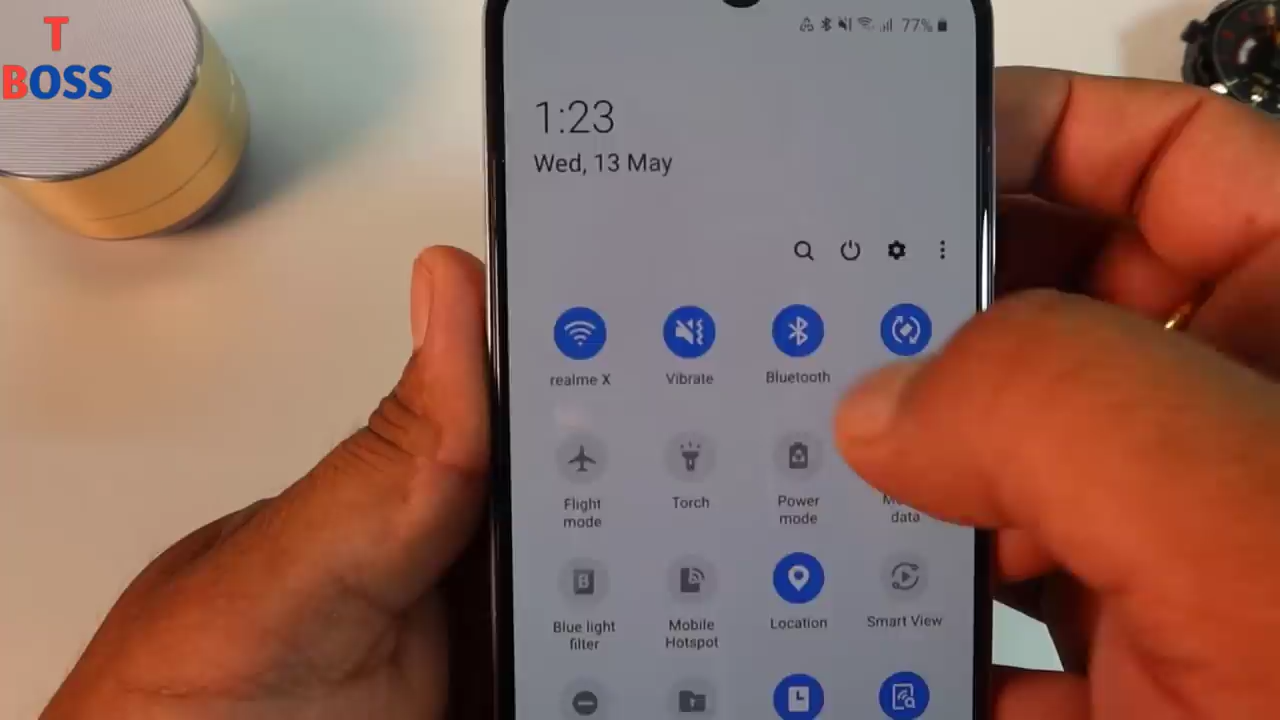 T
BOSS
77%
1:23
Wed, 13 May
realme X
Vibrate
Bluetooth
Flight
mode
Torch
Power
mode
data
Blue light
filter
Mobile
Hotspot
Location
Smart View